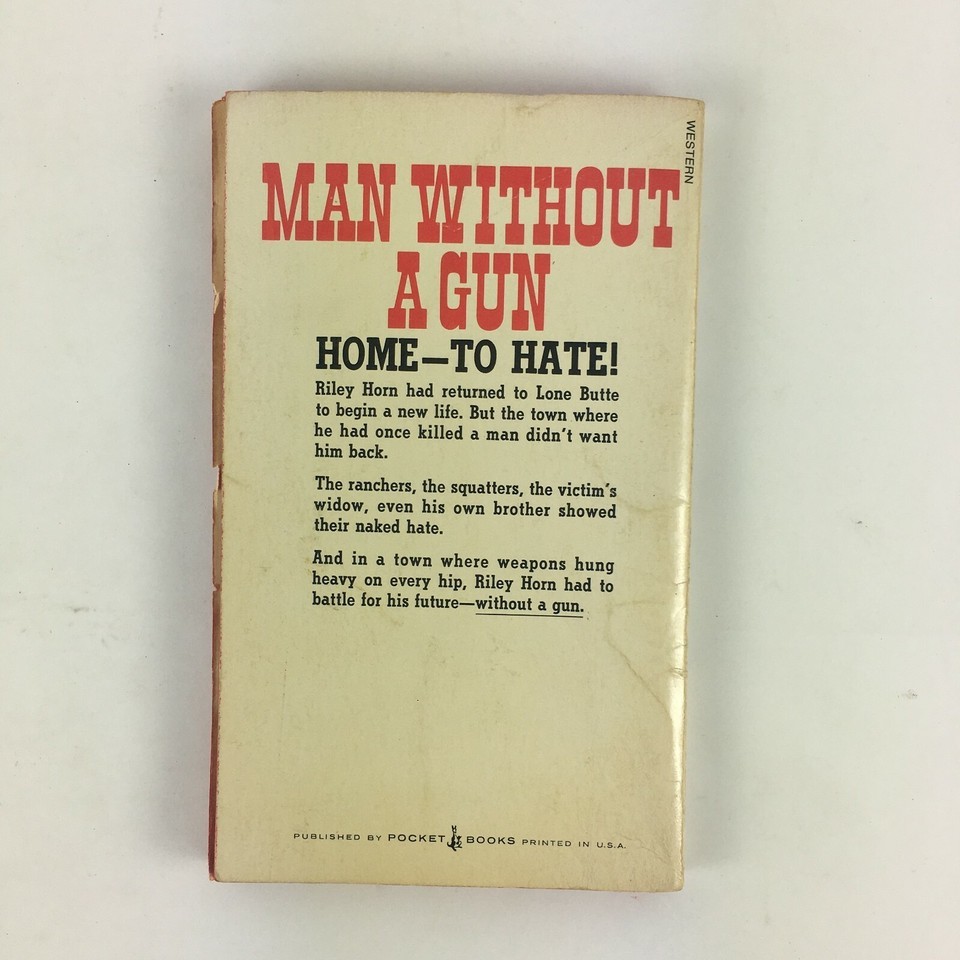 WESTERN
MAN WITHOUT
A GUN
HOME—TO HATE!
Riley Horn had returned to Lone Butte
to begin a new life. But the town where
he had once killed a man didn't want
him back.
The ranchers, the squatters, the victim's
widow, even his own brother showed
their naked hate.
And in a town where weapons hung
heavy on every hip, Riley Horn had to
battle for his future—without a gun.
PUBLISHED BY POCKET BOOKS PRINTED IN U.S.A.